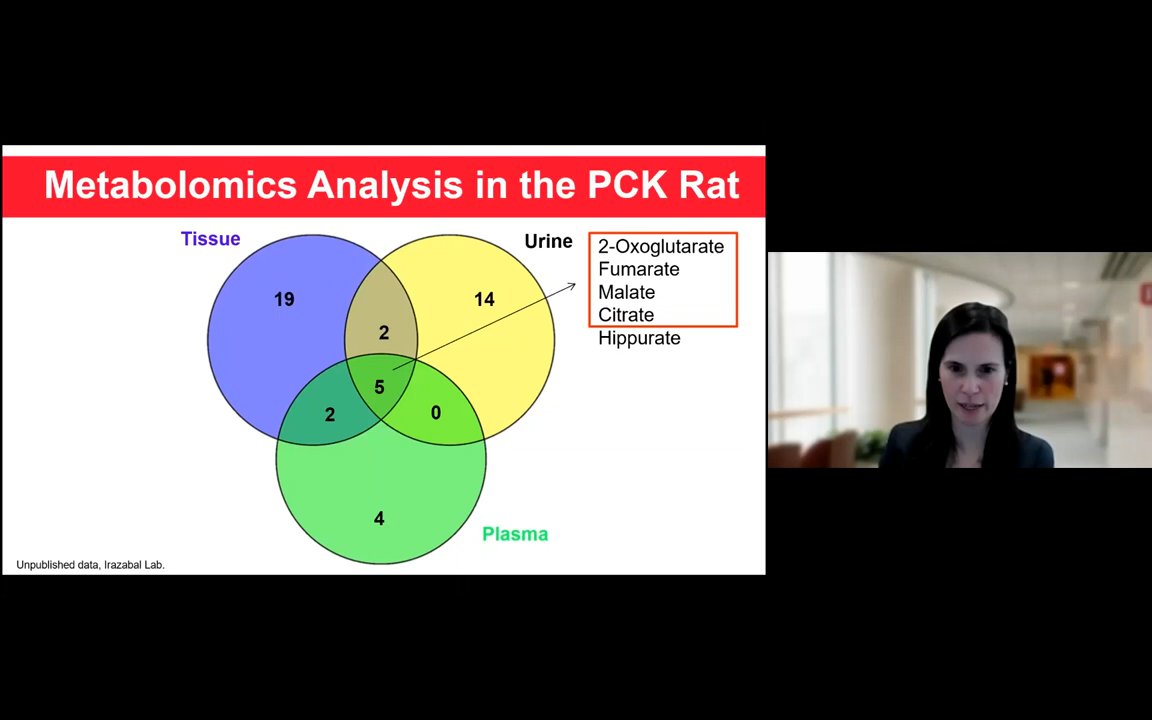 Metabolomics Analysis in the PCK Rat
Tissue
Urine
19
14
2
5
2
0
4
Plasma
2-Oxoglutarate
Fumarate
Malate
Citrate
Hippurate
Unpublished data, Irazabal Lab.